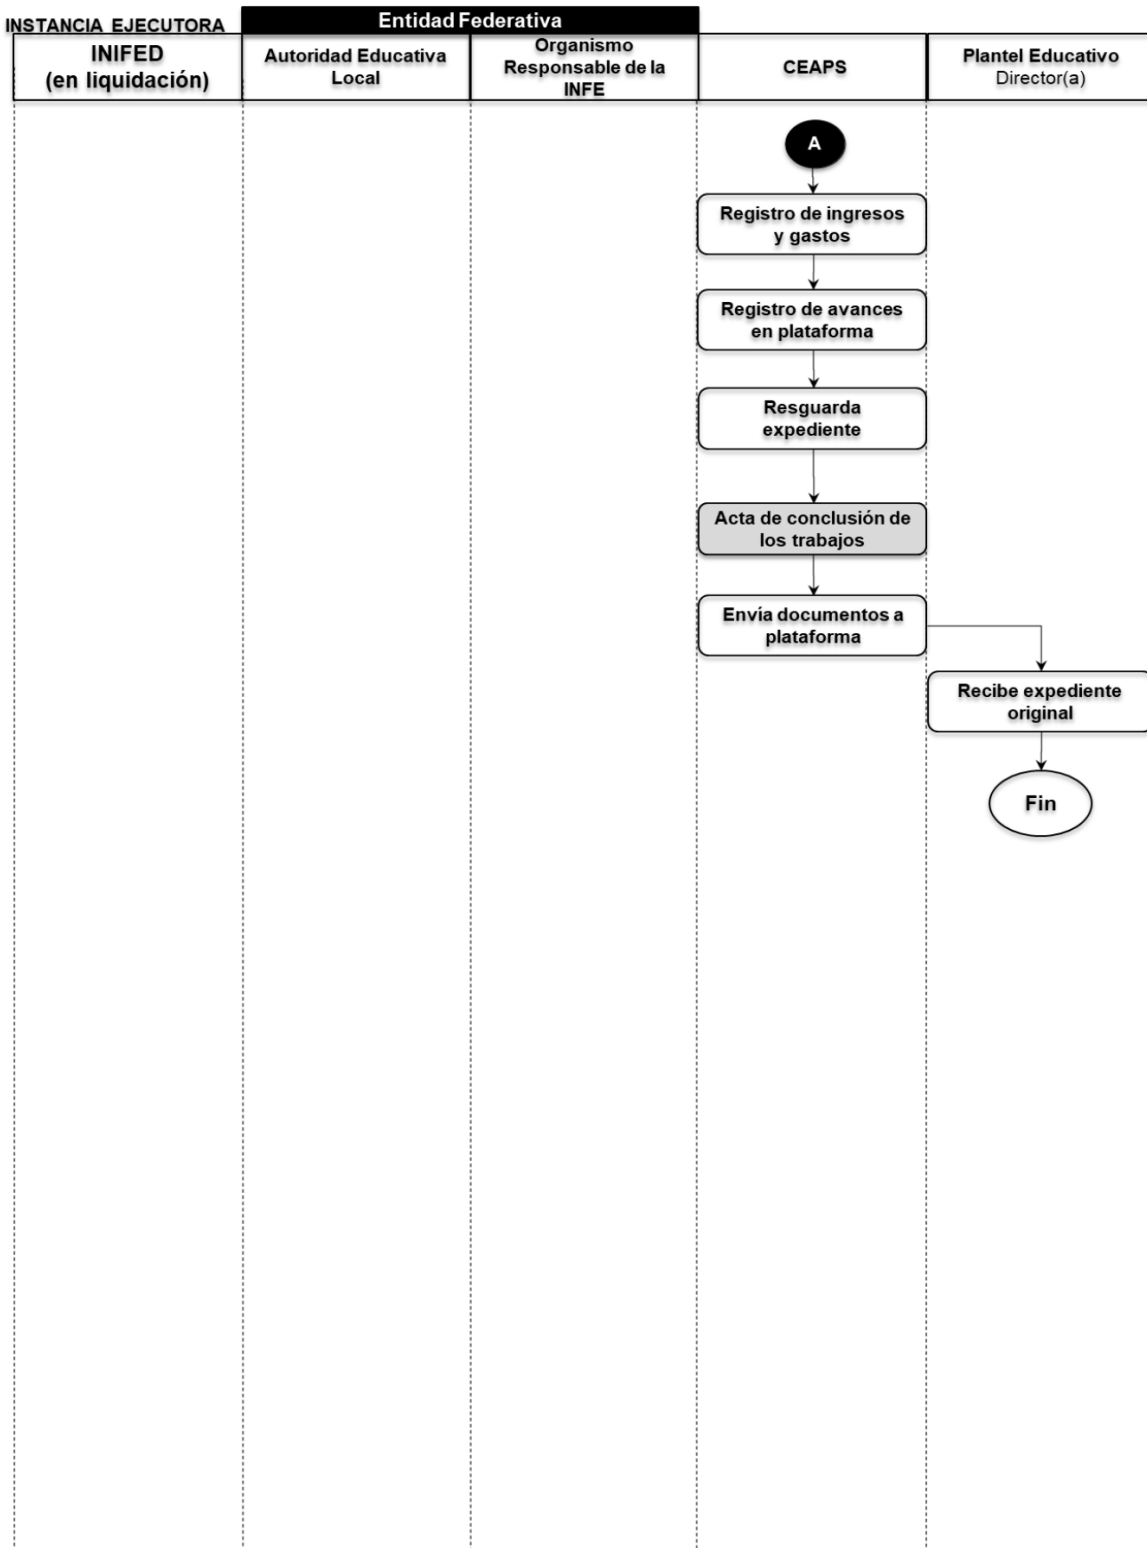 INSTANCIA EJECUTORA
Entidad Federativa
INIFED
(en liquidación)
Autoridad Educativa
Local
Organismo
Responsable de la
INFE
CEAPS
Plantel Educativo
Director(a)
A
Registro de ingresos
y gastos
Registro de avances
en plataforma
Resguarda
expediente
Acta de conclusión de
los trabajos
Envía documentos a
plataforma
Recibe expediente
original
Fin